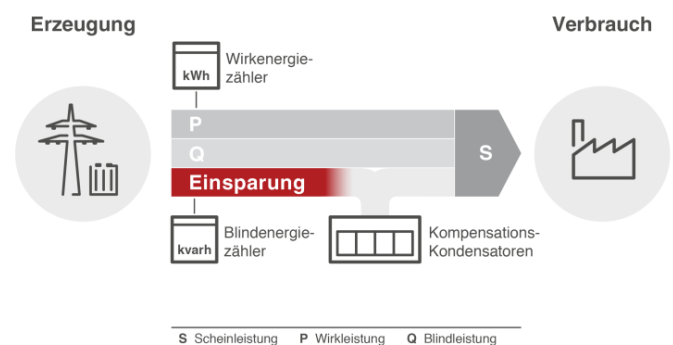 Erzeugung
Verbrauch
kWh
Wirkenergie-
zähler
P
Q
S
Einsparung
kvarh
Blindenergie-
zähler
Kompensations-
Kondensatoren
S Scheinleistung P Wirkleistung Q Blindleistung